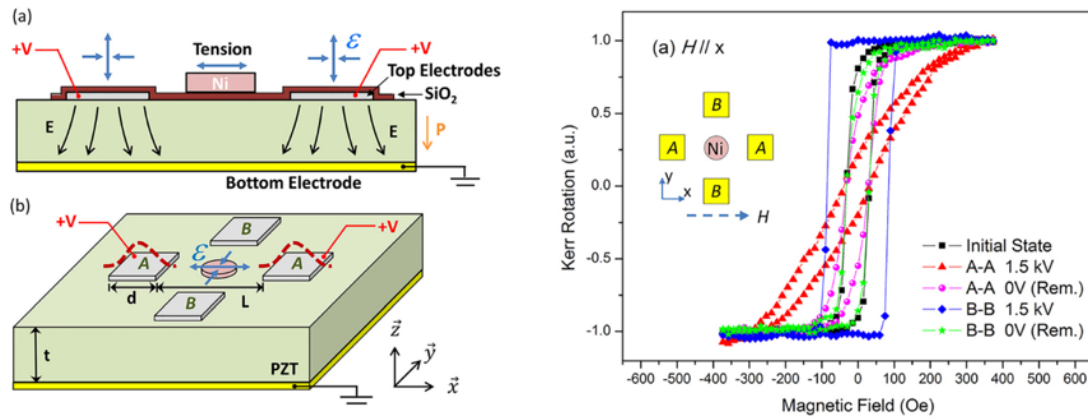 (a)
+V
Tension
ε
+V
Ni
Top Electrodes
SiO₂
E
E
P
Bottom Electrode
(b)
+V
B
+V
A
ε
A
d
L
B
t
PZT
z
y
x
Kerr Rotation (a.u.)
1.0
0.5
0.0
-0.5
-1.0
(a) H // x
B
A Ni A
B
y
x
H
Initial State
A-A 1.5 kV
A-A 0V (Rem.)
B-B 1.5 kV
B-B 0V (Rem.)
-600 -500 -400 -300 -200 -100 0 100 200 300 400 500 600
Magnetic Field (Oe)